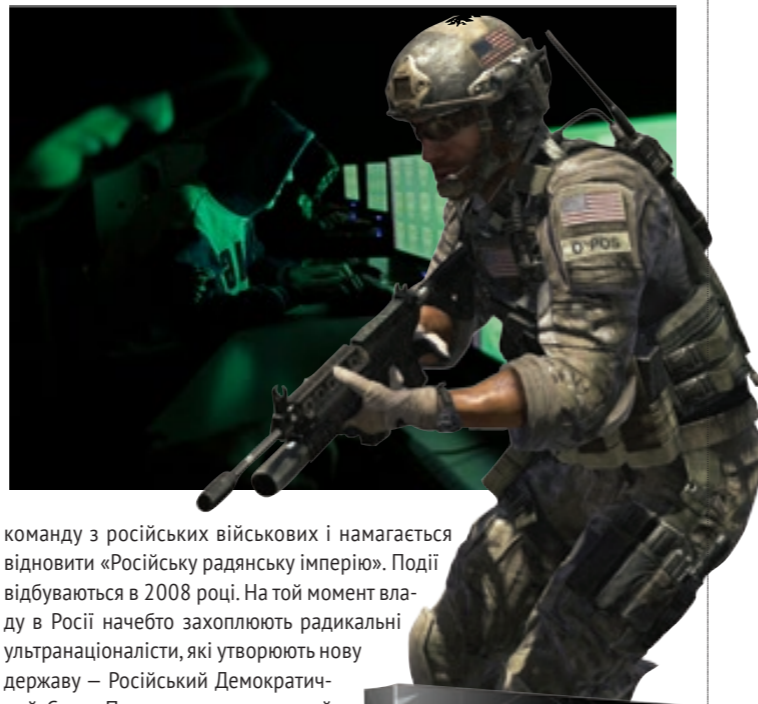 O POS
команду з російських військових і намагається
відновити «Російську радянську імперію». Події
відбуваються в 2008 році. На той момент вла-
ду в Росії начебто захоплюють радикальні
ультранаціоналісти, які утворюють нову
державу — Російський Демократич-